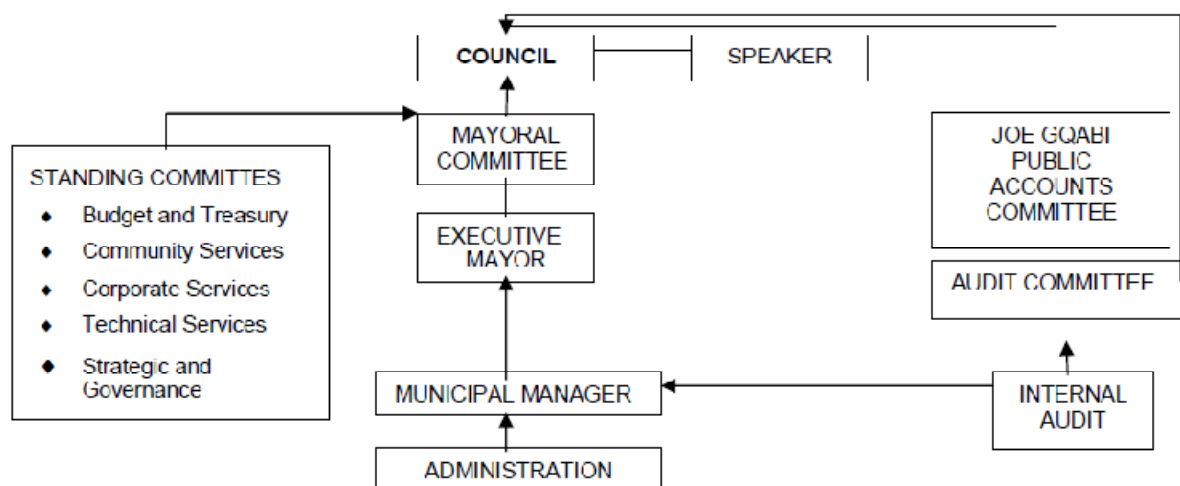 COUNCIL
SPEAKER
MAYORAL
COMMITTEE
JOE GQABI
PUBLIC
ACCOUNTS
COMMITTEE
STANDING COMMITTES
♦ Budget and Treasury
♦ Community Services
♦ Corporate Services
♦ Technical Services
♦ Strategic and
Governance
EXECUTIVE
MAYOR
AUDIT COMMITTEE
MUNICIPAL MANAGER
INTERNAL
AUDIT
ADMINISTRATION